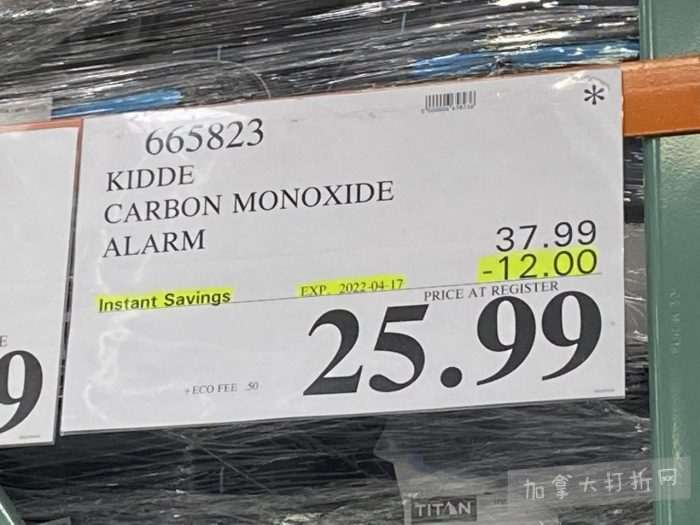 *
665823
KIDDE
CARBON MONOXIDE
ALARM
37.99
-12.00
Instant Savings
EXP. 2022-04-17
PRICE AT REGISTER
25.99
+ECO FEE .50
E
9
TITAN
加拿大打折网